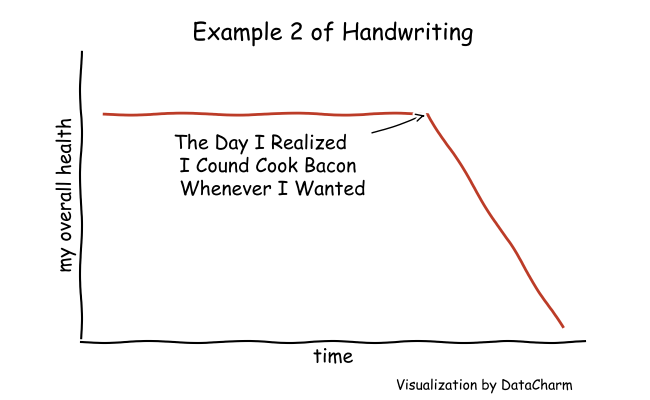 Example 2 of Handwriting
my overall health
The Day I Realized
I Cound Cook Bacon
Whenever I Wanted
time
Visualization by DataCharm